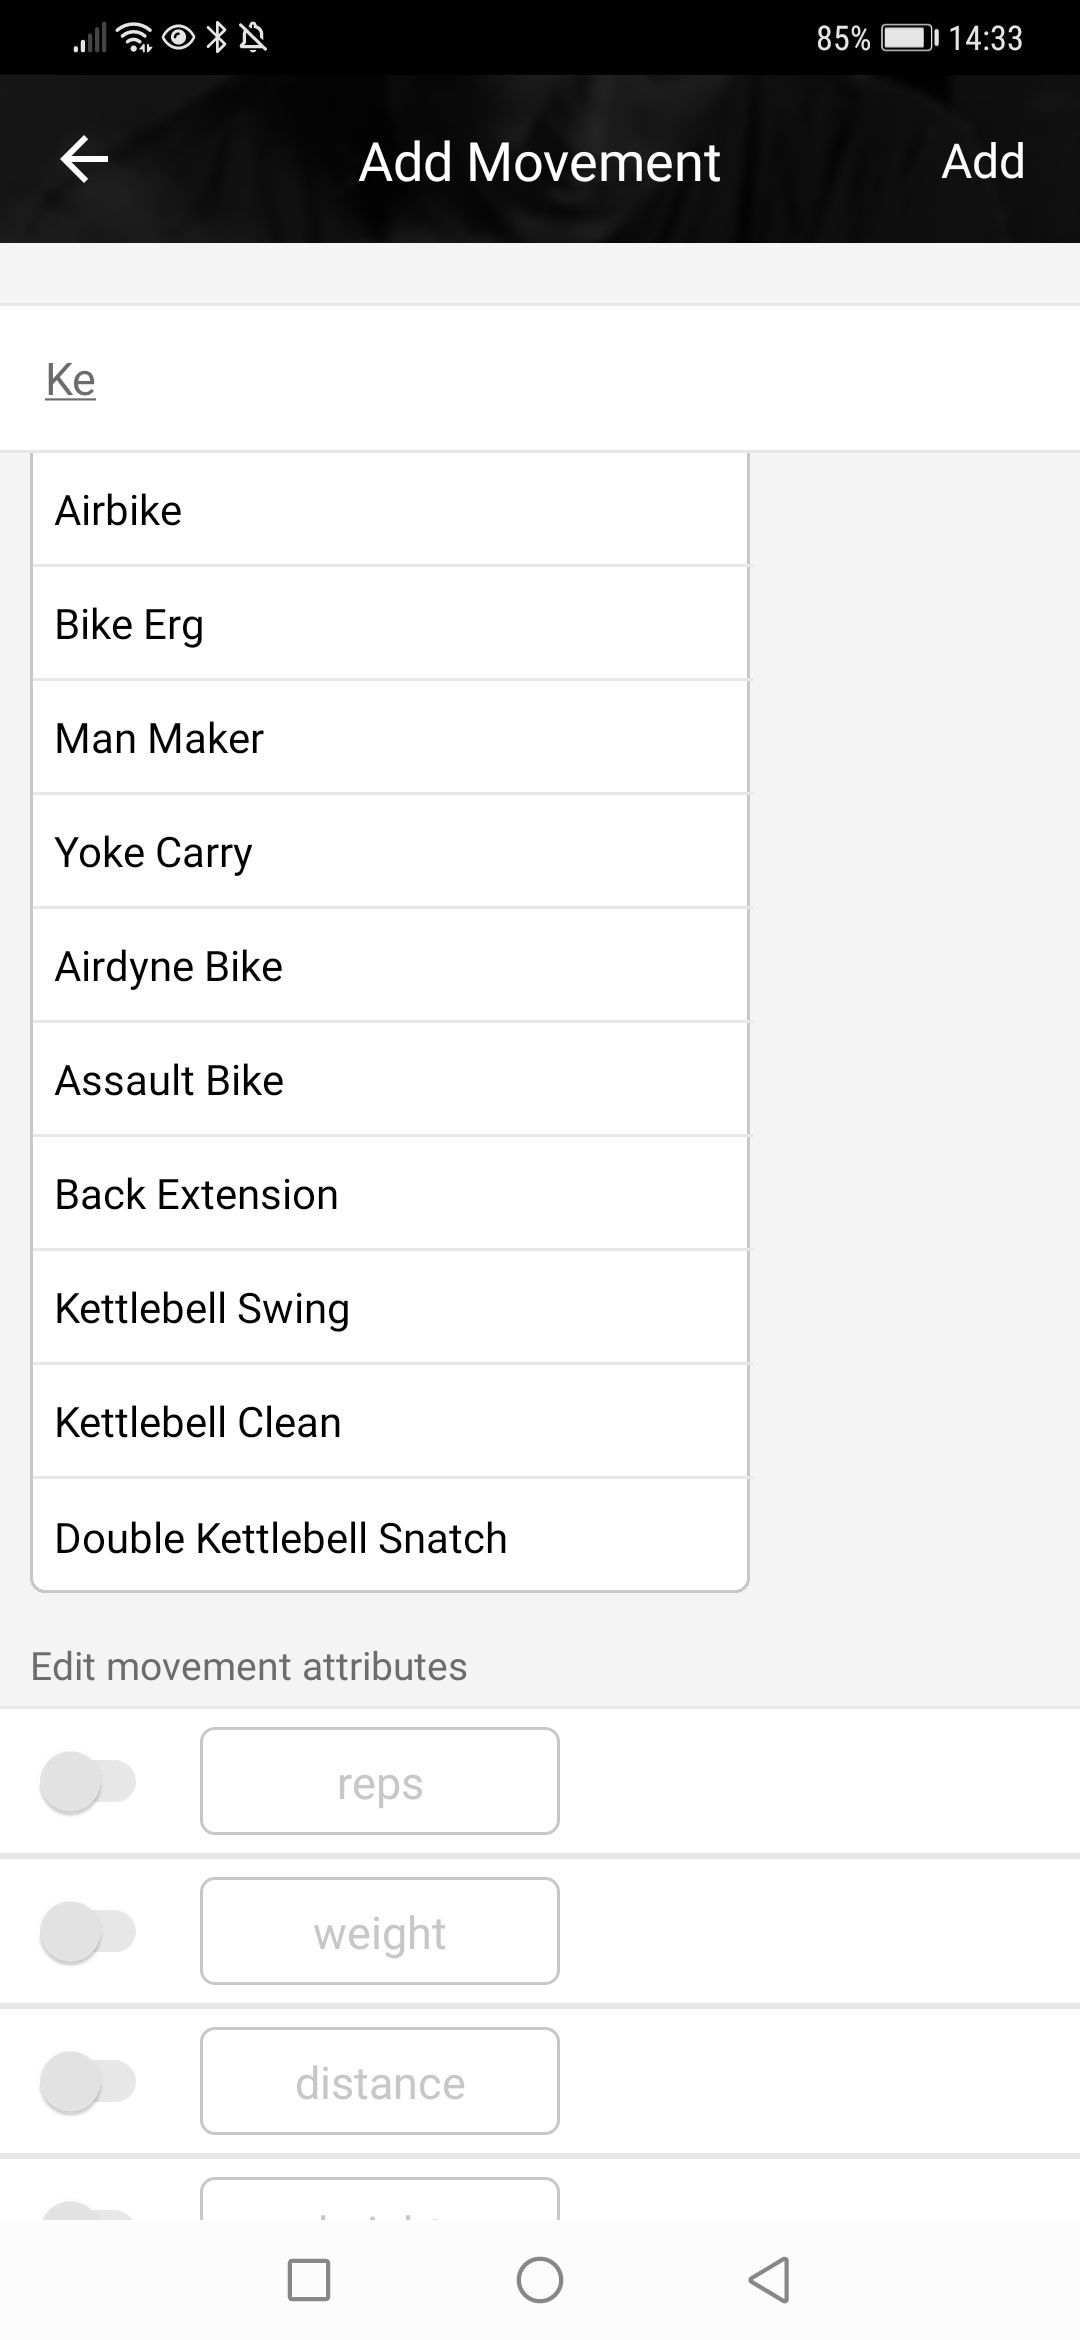 85% 14:33
Add Movement Add
Ke
Airbike
Bike Erg
Man Maker
Yoke Carry
Airdyne Bike
Assault Bike
Back Extension
Kettlebell Swing
Kettlebell Clean
Double Kettlebell Snatch
Edit movement attributes
reps
weight
distance